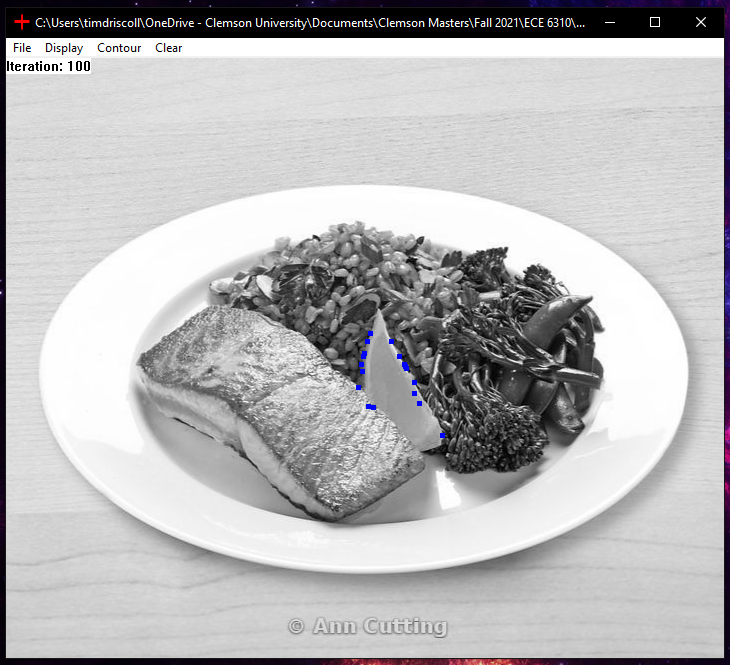 C:\Users\timdriscoll\OneDrive - Clemson University\Documents\Clemson Masters\Fall 2021\ECE 6310\...
File Display Contour Clear
Iteration: 100
© Ann Cutting